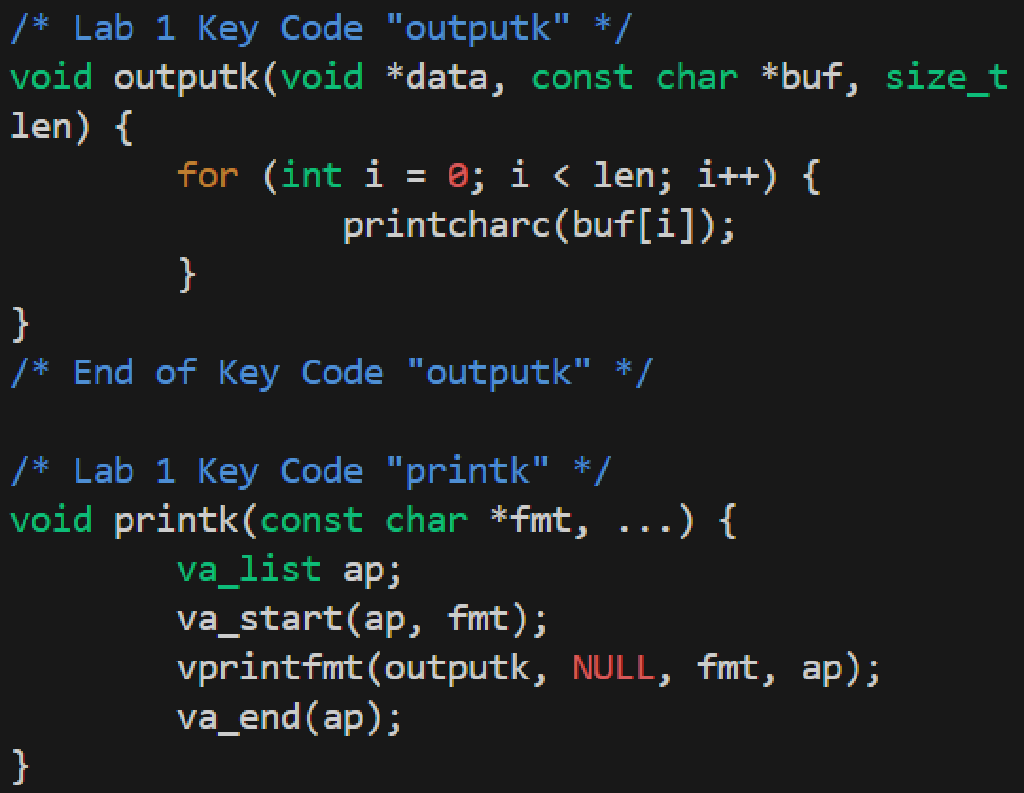 /* Lab 1 Key Code "outputk" */
void outputk(void *data, const char *buf, size_t
len) {
        for (int i = 0; i < len; i++) {
                printcharc(buf[i]);
        }
}
/* End of Key Code "outputk" */

/* Lab 1 Key Code "printk" */
void printk(const char *fmt, ...) {
        va_list ap;
        va_start(ap, fmt);
        vprintfmt(outputk, NULL, fmt, ap);
        va_end(ap);
}